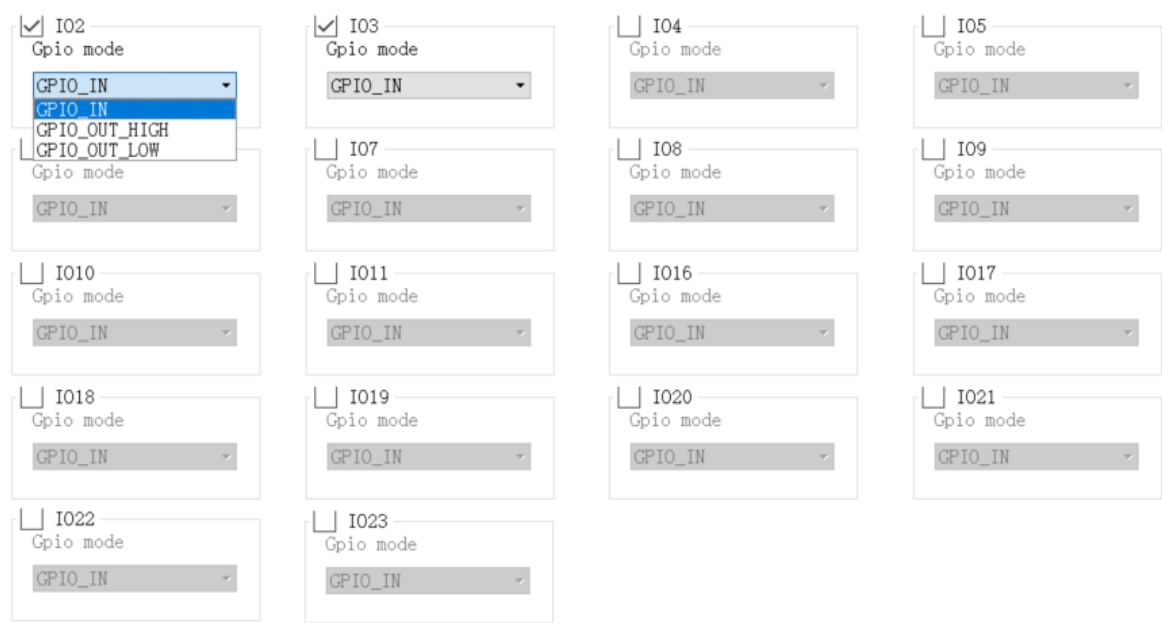 IO2
Gpio mode
GPIO_IN
GPIO_IN
GPIO_OUT_HIGH
GPIO_OUT_LOW
IO3
Gpio mode
GPIO_IN
IO4
Gpio mode
GPIO_IN
IO5
Gpio mode
GPIO_IN
Gpio mode
GPIO_IN
IO7
Gpio mode
GPIO_IN
IO8
Gpio mode
GPIO_IN
IO9
Gpio mode
GPIO_IN
IO10
Gpio mode
GPIO_IN
IO11
Gpio mode
GPIO_IN
IO16
Gpio mode
GPIO_IN
IO17
Gpio mode
GPIO_IN
IO18
Gpio mode
GPIO_IN
IO19
Gpio mode
GPIO_IN
IO20
Gpio mode
GPIO_IN
IO21
Gpio mode
GPIO_IN
IO22
Gpio mode
GPIO_IN
IO23
Gpio mode
GPIO_IN